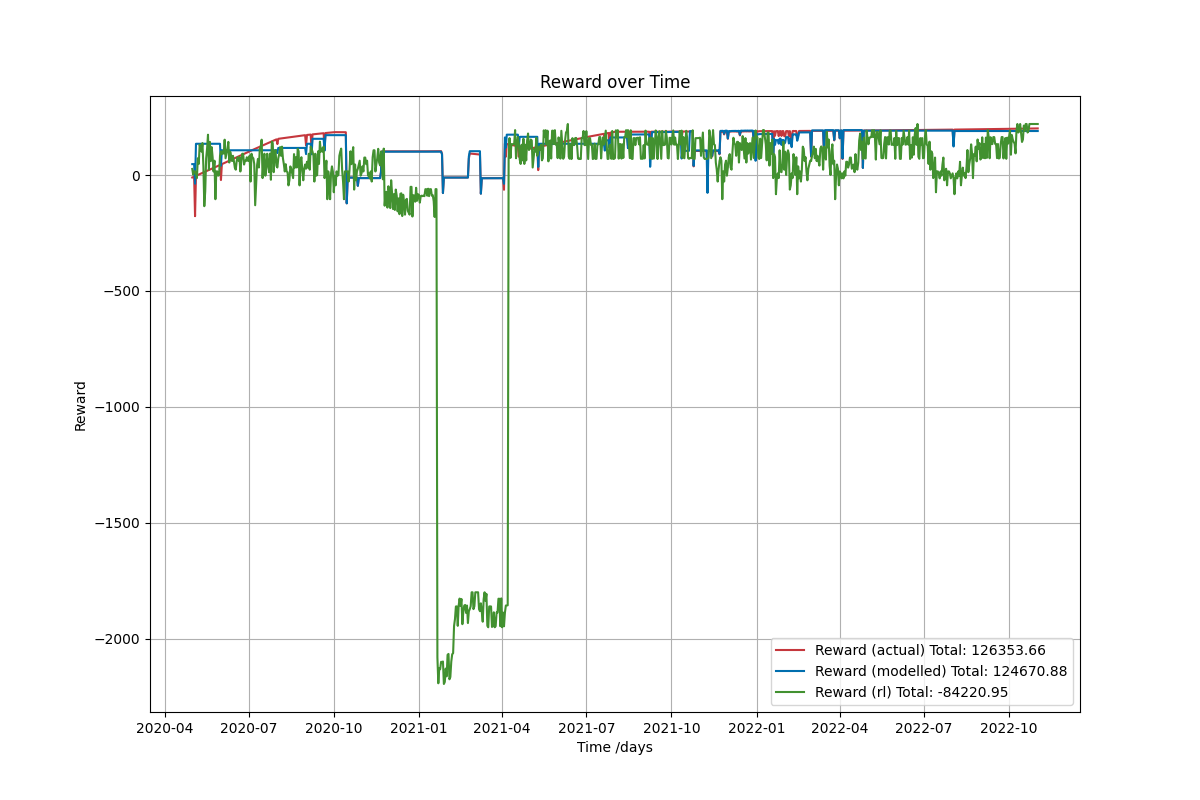 Reward over Time
0
−500
−1000
−1500
−2000
Reward
2020-04 2020-07 2020-10 2021-01 2021-04 2021-07 2021-10 2022-01 2022-04 2022-07 2022-10
Time /days
Reward (actual) Total: 126353.66
Reward (modelled) Total: 124670.88
Reward (rl) Total: -84220.95